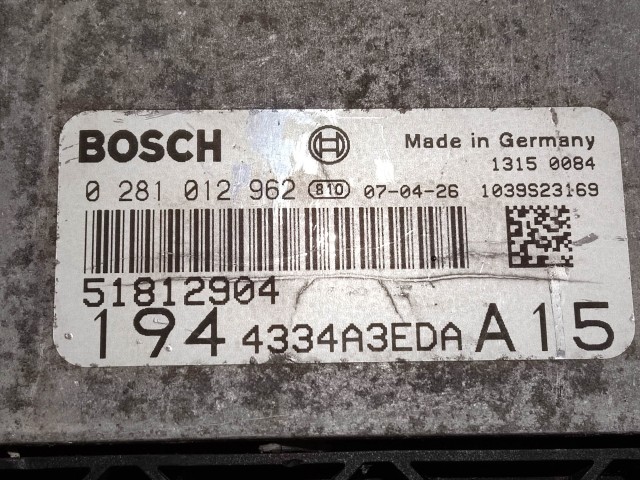 BOSCH Made in Germany
1315 0084
0 281 012 962 810 07-04-26 1039S23169
51812904
194 4334A3EDA A15